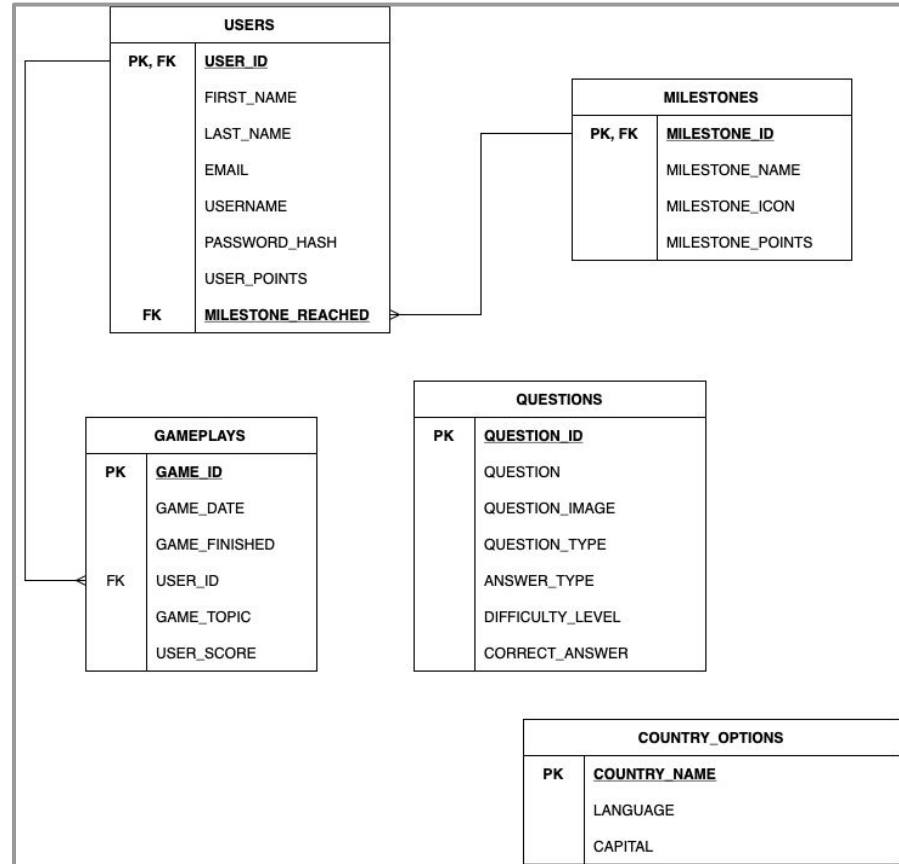 USERS
PK, FK USER_ID
FIRST_NAME
LAST_NAME
EMAIL
USERNAME
PASSWORD_HASH
USER_POINTS
FK MILESTONE_REACHED
MILESTONES
PK, FK MILESTONE_ID
MILESTONE_NAME
MILESTONE_ICON
MILESTONE_POINTS
GAMEPLAYS
PK GAME_ID
GAME_DATE
GAME_FINISHED
FK USER_ID
GAME_TOPIC
USER_SCORE
QUESTIONS
PK QUESTION_ID
QUESTION
QUESTION_IMAGE
QUESTION_TYPE
ANSWER_TYPE
DIFFICULTY_LEVEL
CORRECT_ANSWER
COUNTRY_OPTIONS
PK COUNTRY_NAME
LANGUAGE
CAPITAL